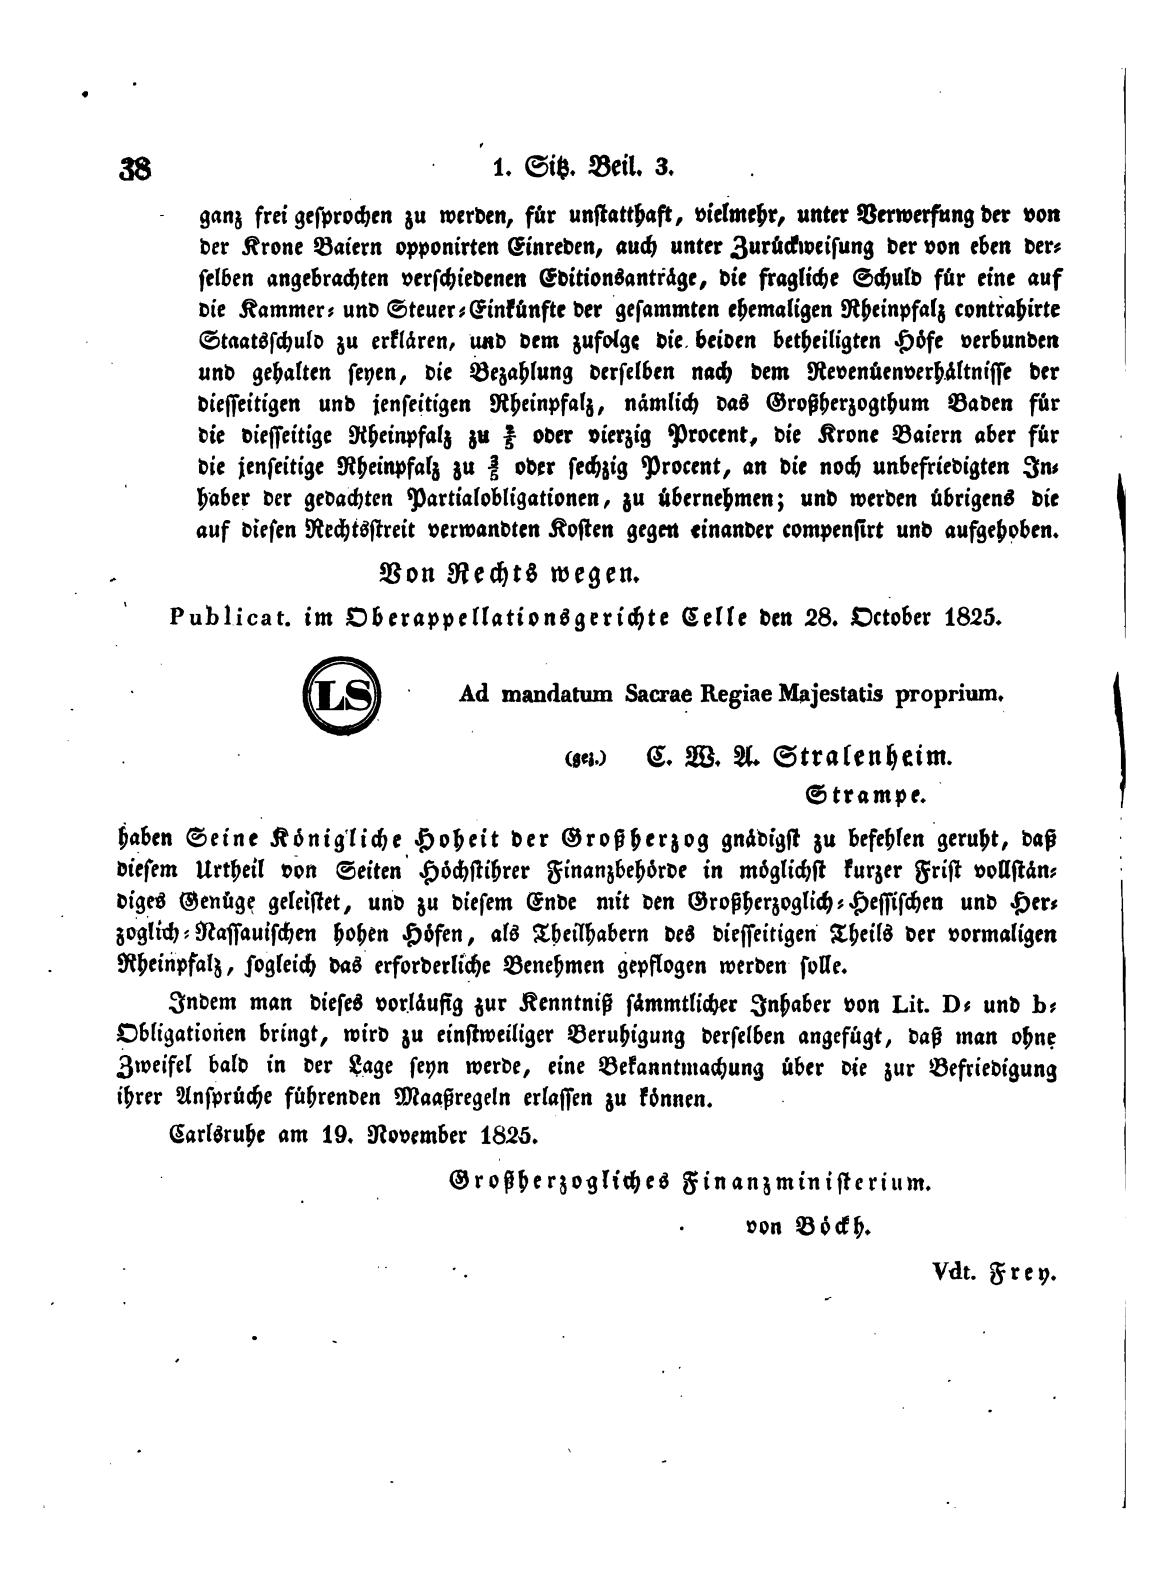 38
1. Sitz. Beil. 3.
ganz frei gesprochen zu werden, für unstatthaft, vielmehr, unter Verwerfung der von
der Krone Baiern opponirten Einreden, auch unter Zurückweisung der von eben der-
selben angebrachten verschiedenen Editionsanträge, die fragliche Schuld für eine auf
die Kammer- und Steuer-Einkünfte der gesammten ehemaligen Rheinpfalz contrahirte
Staatsschuld zu erklären, und dem zufolge die beiden betheiligten Höfe verbunden
und gehalten seyen, die Bezahlung derselben nach dem Revenüenverhältnisse der
diesseitigen und jenseitigen Rheinpfalz, nämlich das Großherzogthum Baden für
die diesseitige Rheinpfalz zu 2/5 oder vierzig Procent, die Krone Baiern aber für
die jenseitige Rheinpfalz zu 3/5 oder sechzig Procent, an die noch unbefriedigten In-
haber der gedachten Partialobligationen, zu übernehmen; und werden übrigens die
auf diesen Rechtsstreit verwandten Kosten gegen einander compensirt und aufgehoben.
Von Rechts wegen.
Publicat. im Oberappellationsgerichte Celle den 28. October 1825.
LS
Ad mandatum Sacrae Regiae Majestatis proprium.
(gez.) C. W. A. Stralenheim.
Strampe.
haben Seine Königliche Hoheit der Großherzog gnädigst zu befehlen geruht, daß
diesem Urtheil von Seiten Höchstihrer Finanzbehörde in möglichst kurzer Frist vollstän-
diges Genüge geleistet, und zu diesem Ende mit den Großherzoglich-Hessischen und Her-
zoglich-Nassauischen hohen Höfen, als Theilhabern des diesseitigen Theils der vormaligen
Rheinpfalz, sogleich das erforderliche Benehmen gepflogen werden solle.
Indem man dieses vorläufig zur Kenntniß sämmtlicher Inhaber von Lit. D- und b-
Obligationen bringt, wird zu einstweiliger Beruhigung derselben angefügt, daß man ohne
Zweifel bald in der Lage seyn werde, eine Bekanntmachung über die zur Befriedigung
ihrer Ansprüche führenden Maaßregeln erlassen zu können.
Carlsruhe am 19. November 1825.
Großherzogliches Finanzministerium.
von Böckh.
Vdt. Frey.